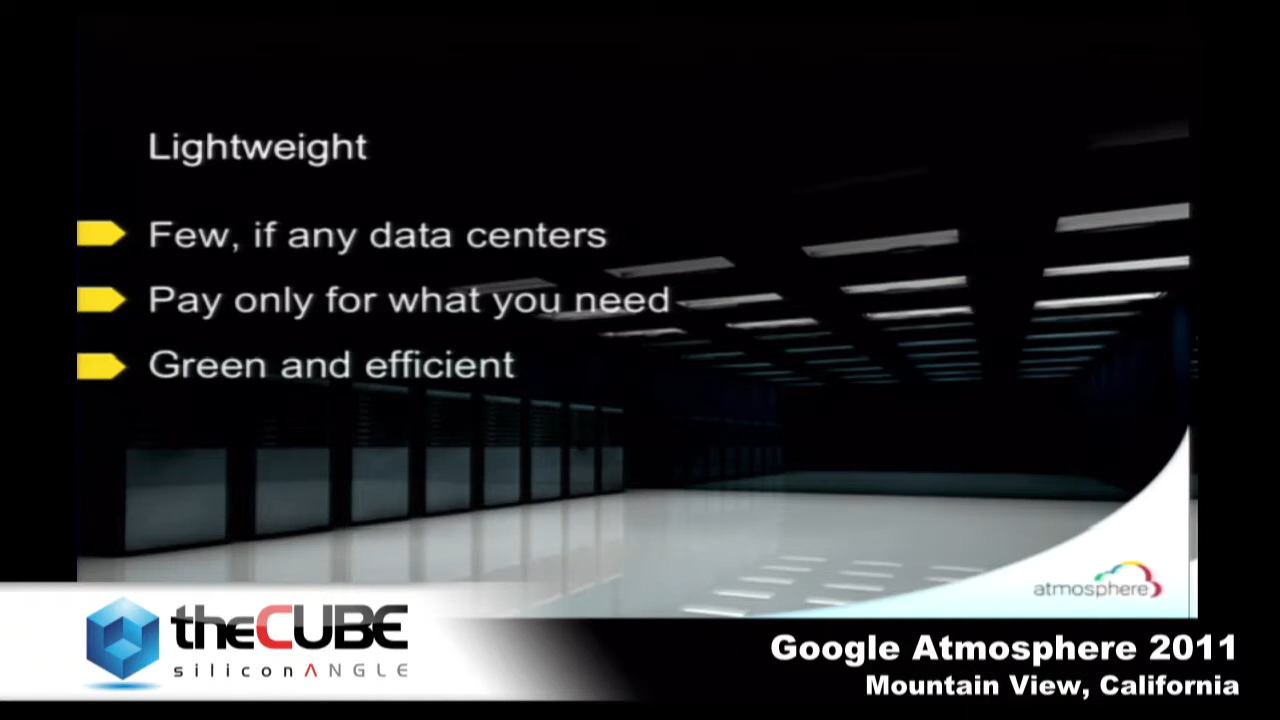 Lightweight
Few, if any data centers
Pay only for what you need
Green and efficient
atmosphere
theCUBE
siliconANGLE
Google Atmosphere 2011
Mountain View, California